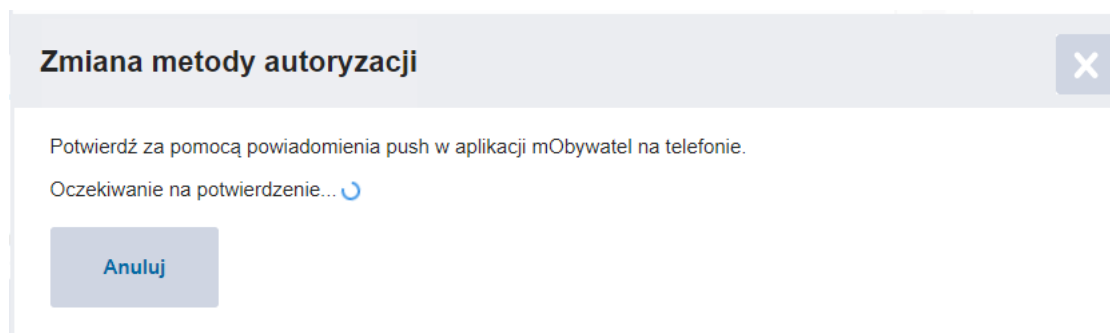 Zmiana metody autoryzacji
Potwierdź za pomocą powiadomienia push w aplikacji mObywatel na telefonie.
Oczekiwanie na potwierdzenie...
Anuluj